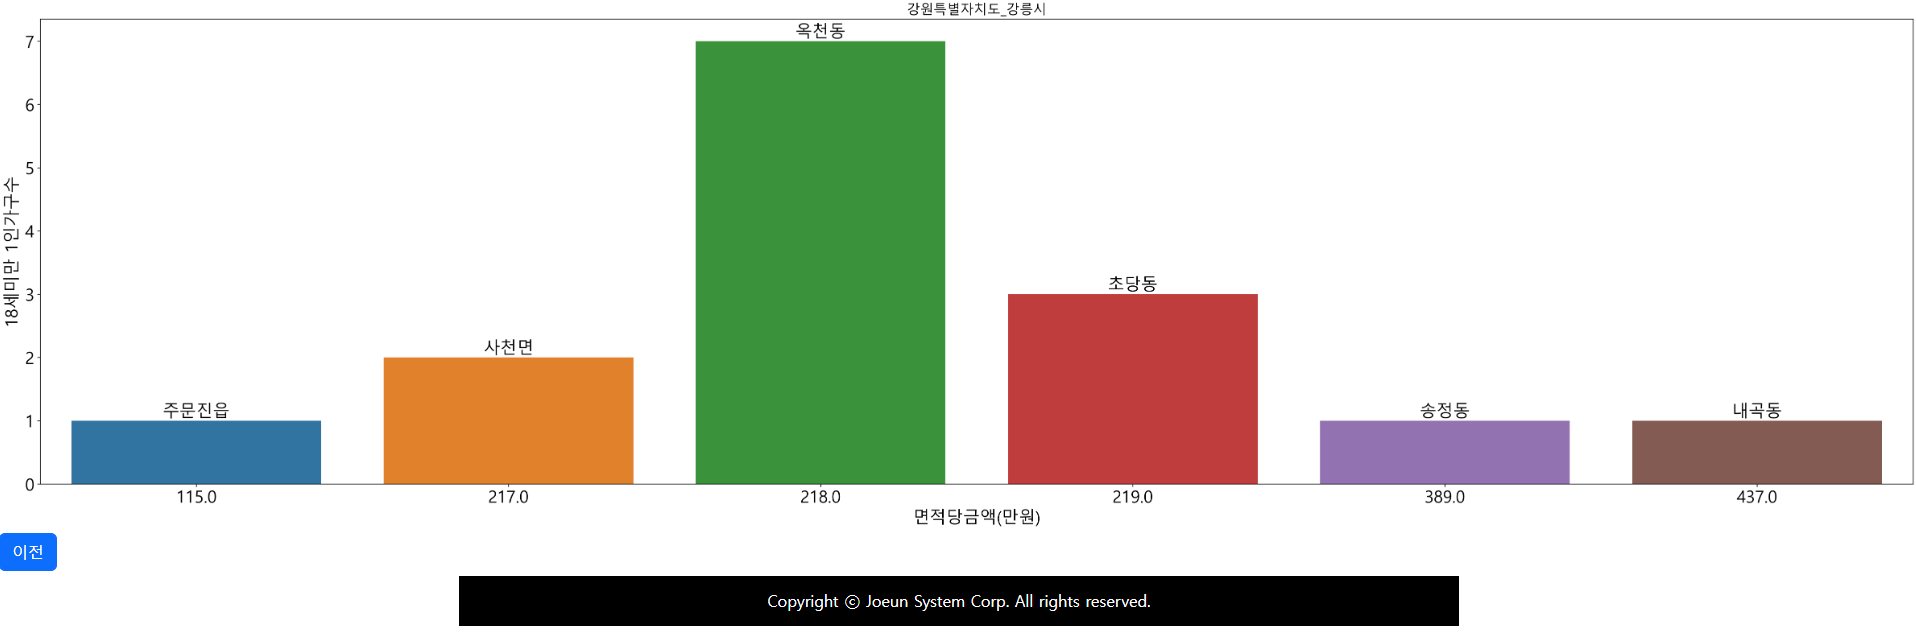 강원특별자치도_강릉시
18세미만 1인가구수
7
6
5
4
3
2
1
0
주문진읍
사천면
옥천동
초당동
송정동
내곡동
115.0 217.0 218.0 219.0 389.0 437.0
면적당금액(만원)
이전
Copyright ⓒ Joeun System Corp. All rights reserved.